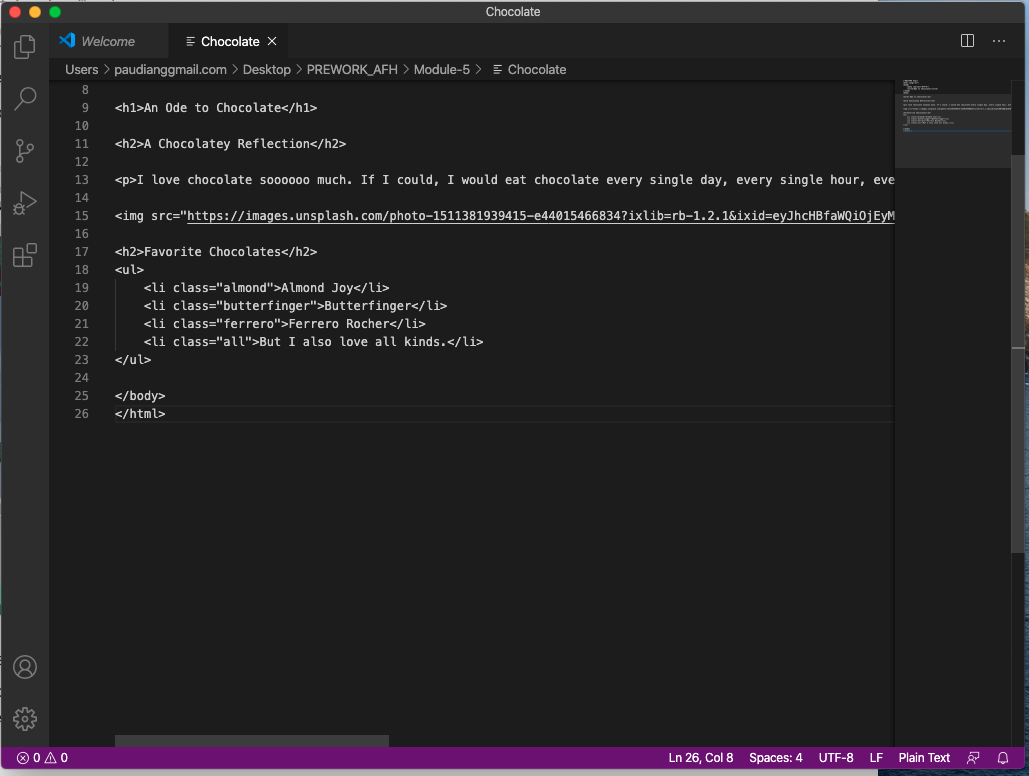 Chocolate
Welcome
Chocolate
Users > paudianggmail.com > Desktop > PREWORK_AFH > Module-5 > Chocolate
8
9 <h1>An Ode to Chocolate</h1>
10
11 <h2>A Chocolatey Reflection</h2>
12
13 <p>I love chocolate soooooo much. If I could, I would eat chocolate every single day, every single hour, eve
14
15 <img src="https://images.unsplash.com/photo-1511381939415-e44015466834?ixlib=rb-1.2.1&ixid=eyJhcHBfaWQiOjEyM
16
17 <h2>Favorite Chocolates</h2>
18 <ul>
19 <li class="almond">Almond Joy</li>
20 <li class="butterfinger">Butterfinger</li>
21 <li class="ferrero">Ferrero Rocher</li>
22 <li class="all">But I also love all kinds.</li>
23 </ul>
24
25 </body>
26 </html>
0 0 Ln 26, Col 8 Spaces: 4 UTF-8 LF Plain Text